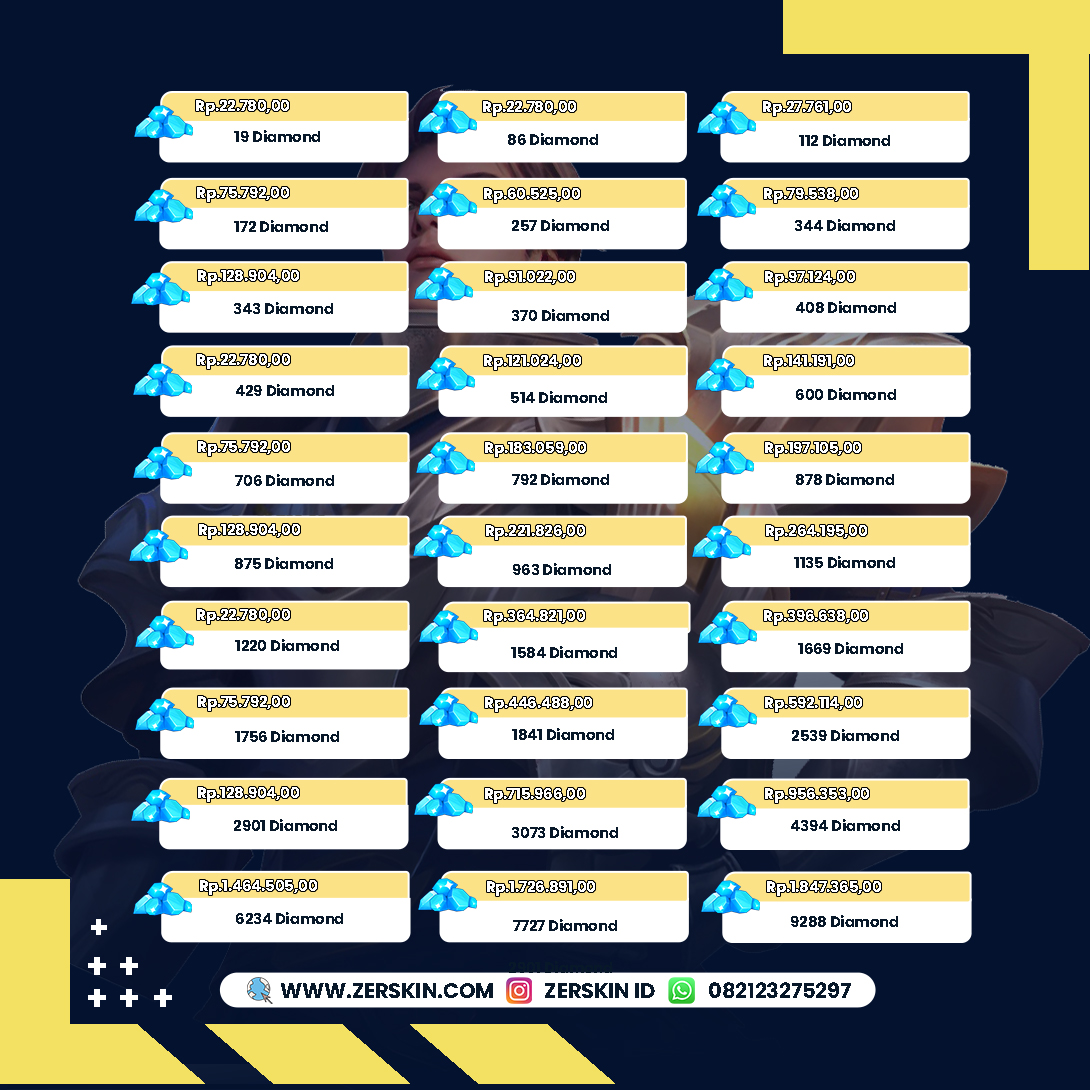 Rp.22.780,00
19 Diamond
Rp.22.780,00
86 Diamond
Rp.27.761,00
112 Diamond
Rp.75.792,00
172 Diamond
Rp.60.525,00
257 Diamond
Rp.79.538,00
344 Diamond
Rp.128.904,00
343 Diamond
Rp.91.022,00
370 Diamond
Rp.97.124,00
408 Diamond
Rp.22.780,00
429 Diamond
Rp.121.024,00
514 Diamond
Rp.141.191,00
600 Diamond
Rp.75.792,00
706 Diamond
Rp.183.059,00
792 Diamond
Rp.197.105,00
878 Diamond
Rp.128.904,00
875 Diamond
Rp.221.826,00
963 Diamond
Rp.264.195,00
1135 Diamond
Rp.22.780,00
1220 Diamond
Rp.364.821,00
1584 Diamond
Rp.396.638,00
1669 Diamond
Rp.75.792,00
1756 Diamond
Rp.446.488,00
1841 Diamond
Rp.592.114,00
2539 Diamond
Rp.128.904,00
2901 Diamond
Rp.715.966,00
3073 Diamond
Rp.956.353,00
4394 Diamond
Rp.1.464.505,00
6234 Diamond
Rp.1.726.891,00
7727 Diamond
Rp.1.847.365,00
9288 Diamond
WWW.ZERSKIN.COM ZERSKIN ID 082123275297